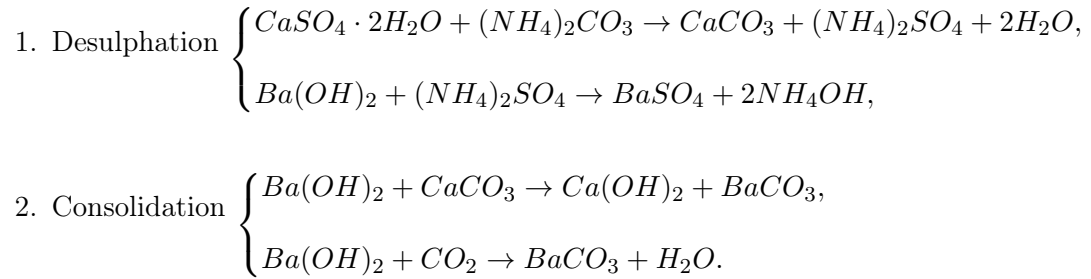 1. Desulphation { CaSO₄ · 2H₂O + (NH₄)₂CO₃ → CaCO₃ + (NH₄)₂SO₄ + 2H₂O,
Ba(OH)₂ + (NH₄)₂SO₄ → BaSO₄ + 2NH₄OH,
2. Consolidation { Ba(OH)₂ + CaCO₃ → Ca(OH)₂ + BaCO₃,
Ba(OH)₂ + CO₂ → BaCO₃ + H₂O.